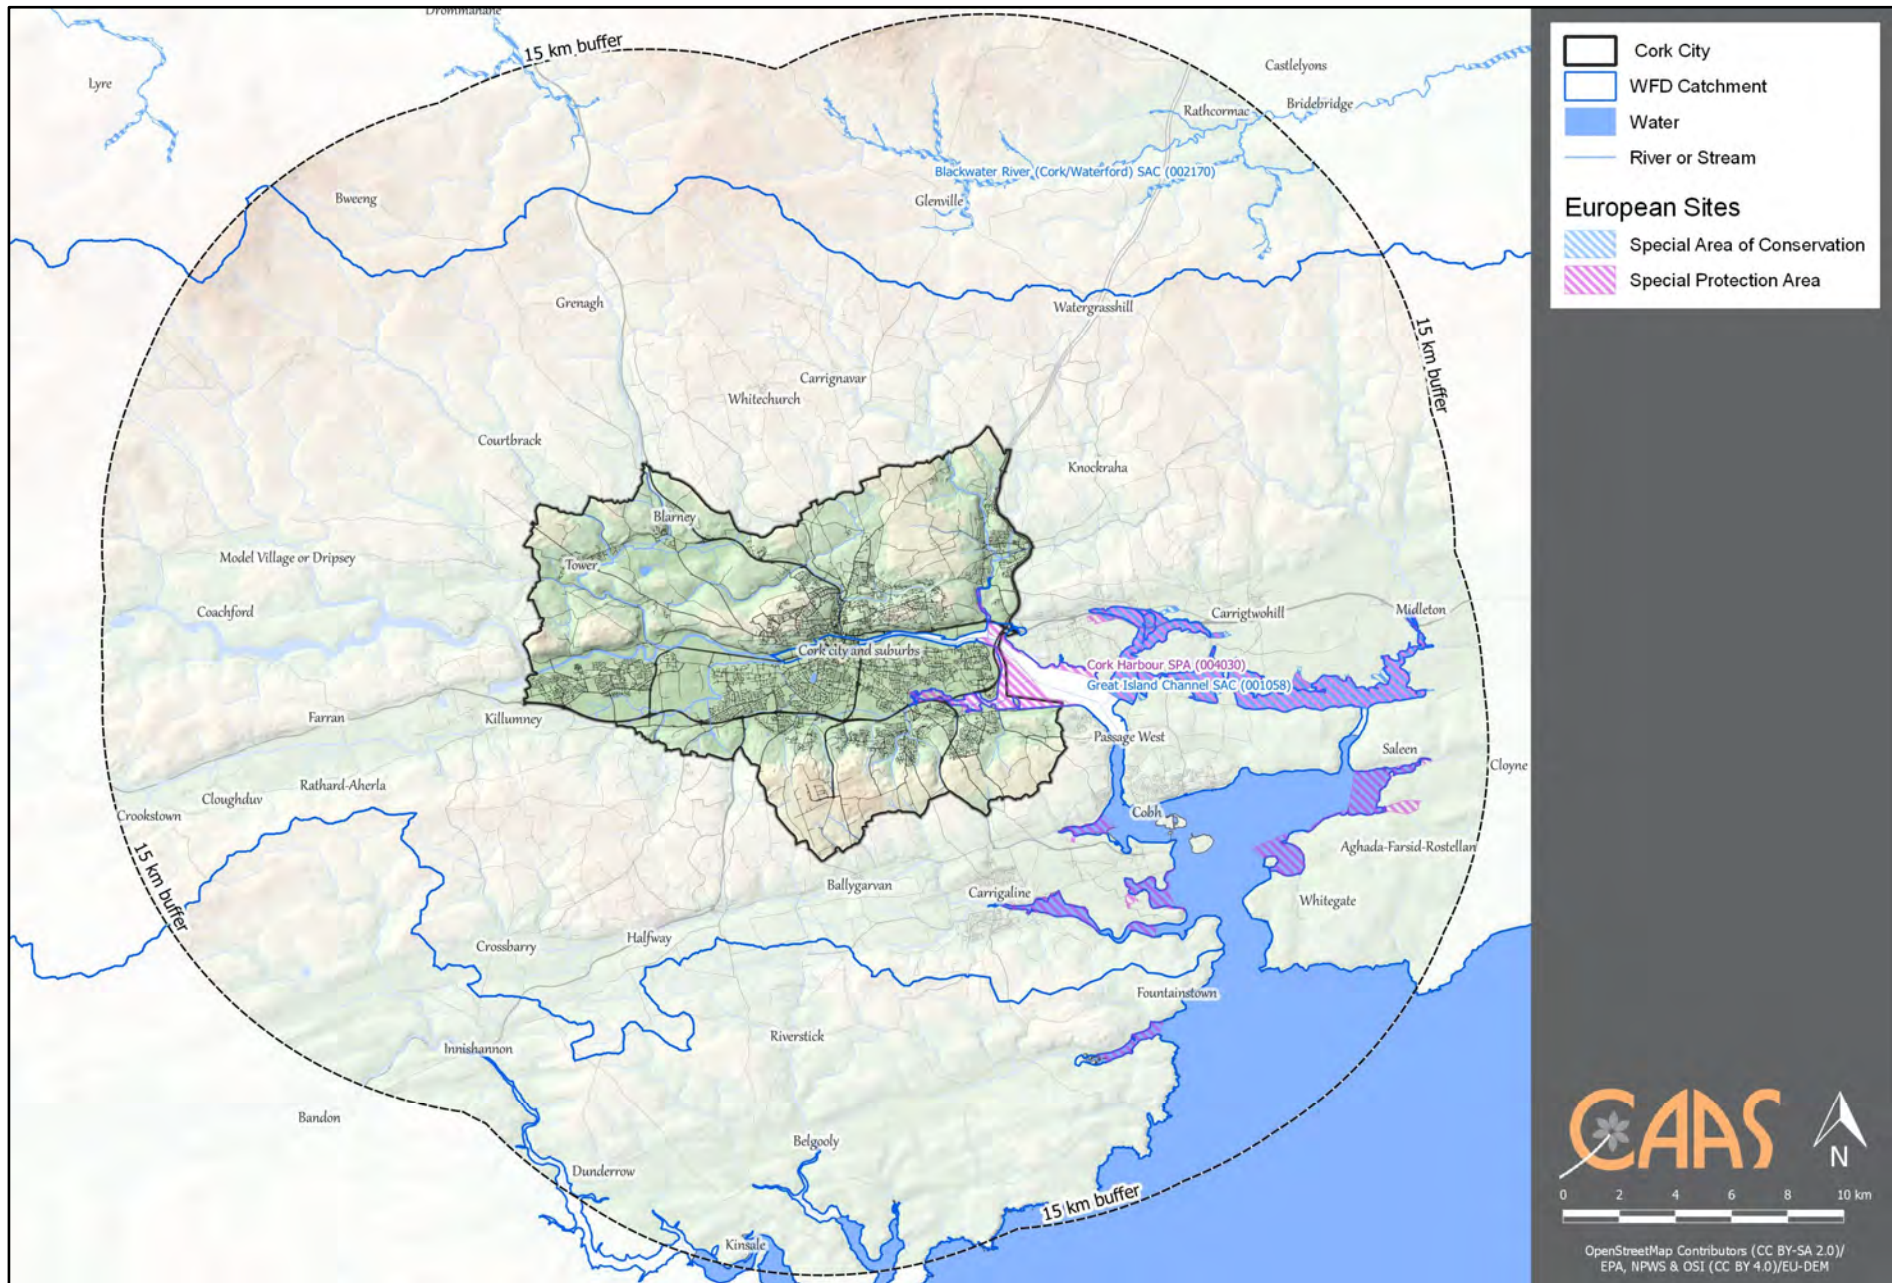 Drommahane
15 km buffer
Lyre
Castlelyons
Bridebridge
Rathcormac
Blackwater River (Cork/Waterford) SAC (002170)
Bweeng
Glenville
Grenagh
Watergrasshill
15 km buffer
Carrignavar
Whitechurch
Courtbrack
Knockraha
Blarney
Model Village or Dripsey
Tower
Coachford
Carrigtwohill
Midleton
Cork city and suburbs
Cork Harbour SPA (004030)
Great Island Channel SAC (001058)
Farran
Killumney
Passage West
Saleen
Cloyne
Rathard-Aherla
Cloughduv
Crookstown
Cobh
Aghada-Farsid-Rostellan
15 km buffer
Ballygarvan
Carrigaline
Whitegate
Halfway
Crossbarry
Fountainstown
Riverstick
Innishannon
Bandon
Belgooly
Dunderrow
15 km buffer
Kinsale
Cork City
WFD Catchment
Water
River or Stream
European Sites
Special Area of Conservation
Special Protection Area
CAAS
N
0 2 4 6 8 10 km
OpenStreetMap Contributors (CC BY-SA 2.0)/
EPA, NPWS & OSI (CC BY 4.0)/EU-DEM